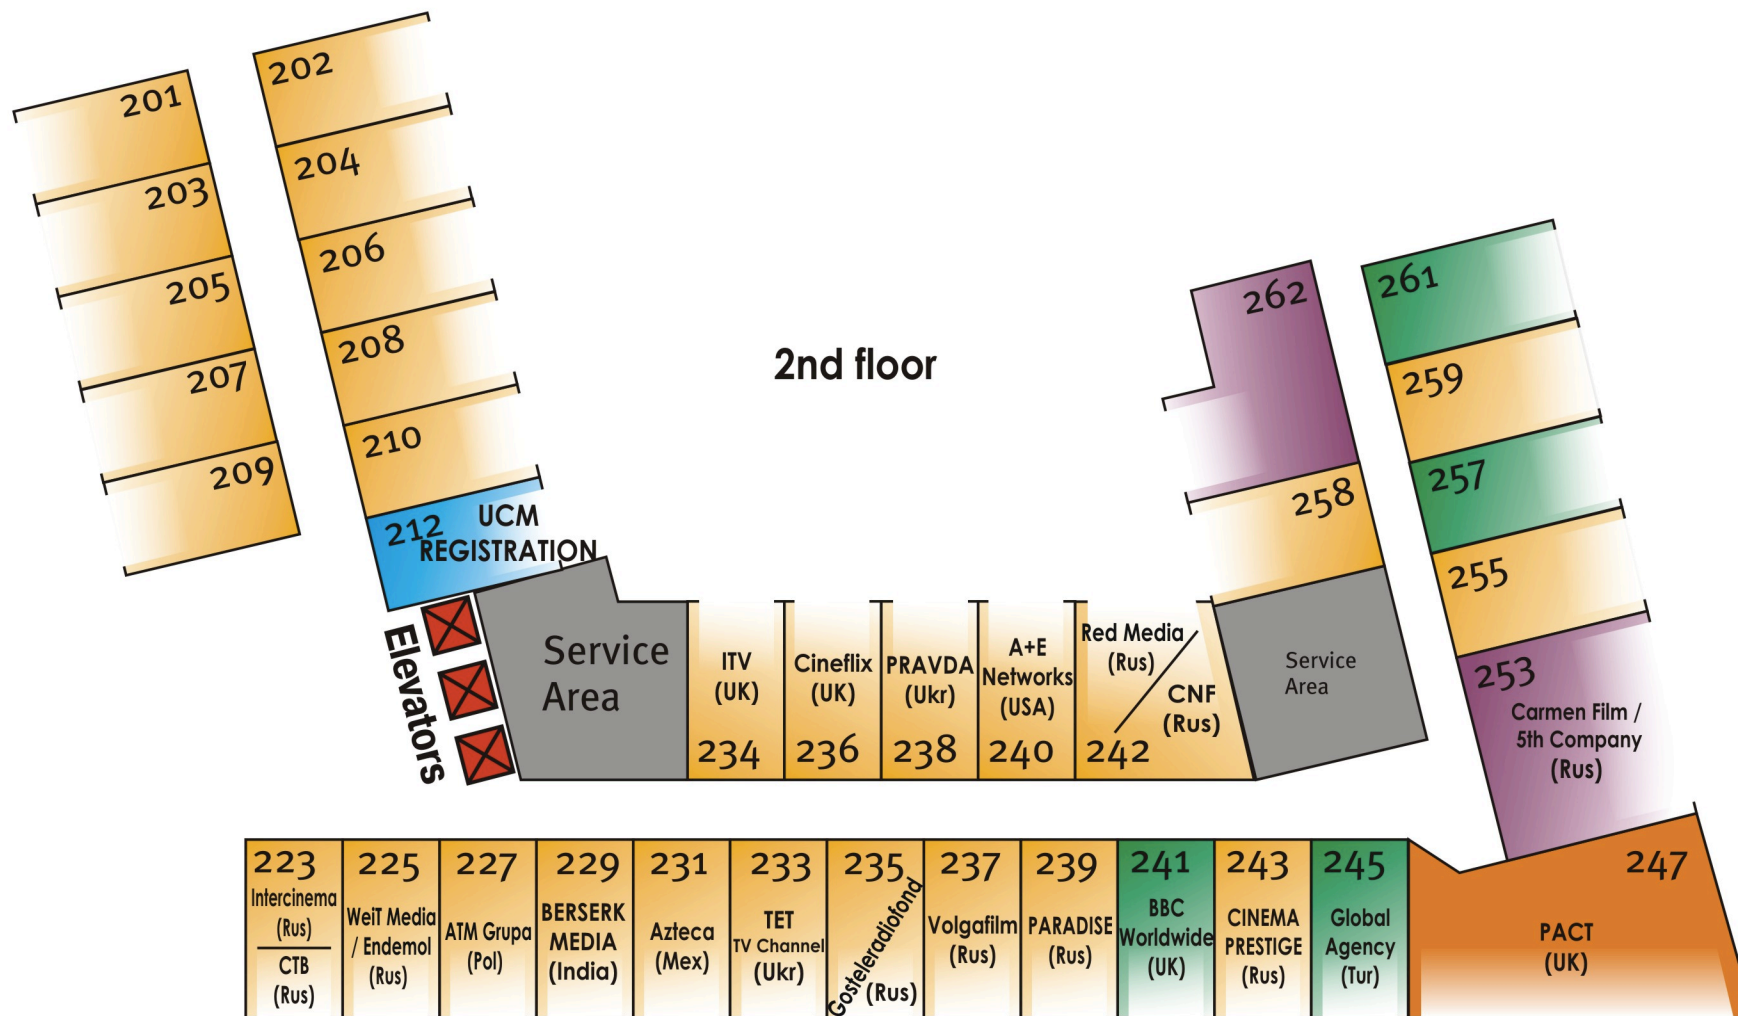 201
203
205
207
209
202
204
206
208
210
212
UCM
REGISTRATION
Elevators
Service
Area
2nd floor
ITV
(UK)
234
Cineflix
(UK)
236
PRAVDA
(Ukr)
238
A+E
Networks
(USA)
240
Red Media
(Rus)
CNF
(Rus)
242
Service
Area
262
258
261
259
257
255
253
Carmen Film /
5th Company
(Rus)
247
PACT
(UK)
223
Intercinema
(Rus)
CTB
(Rus)
225
WeiT Media
/ Endemol
(Rus)
227
ATM Grupa
(Pol)
229
BERSERK
MEDIA
(India)
231
Azteca
(Mex)
233
TET
TV Channel
(Ukr)
235
Gosteleradiofond
(Rus)
237
Volgafilm
(Rus)
239
PARADISE
(Rus)
241
BBC
Worldwide
(UK)
243
CINEMA
PRESTIGE
(Rus)
245
Global
Agency
(Tur)